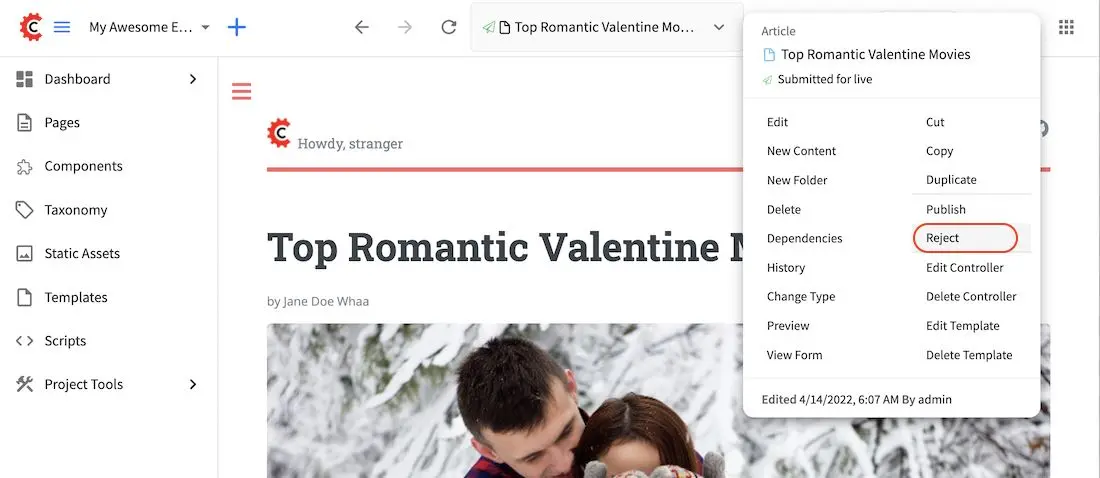 My Awesome E...
Top Romantic Valentine Mo...
Dashboard
Pages
Components
Taxonomy
Static Assets
Templates
Scripts
Project Tools
C
Howdy, stranger
Top Romantic Valentine M
by Jane Doe Whaa
Article
Top Romantic Valentine Movies
Submitted for live
Edit
New Content
New Folder
Delete
Dependencies
History
Change Type
Preview
View Form
Cut
Copy
Duplicate
Publish
Reject
Edit Controller
Delete Controller
Edit Template
Delete Template
Edited 4/14/2022, 6:07 AM By admin